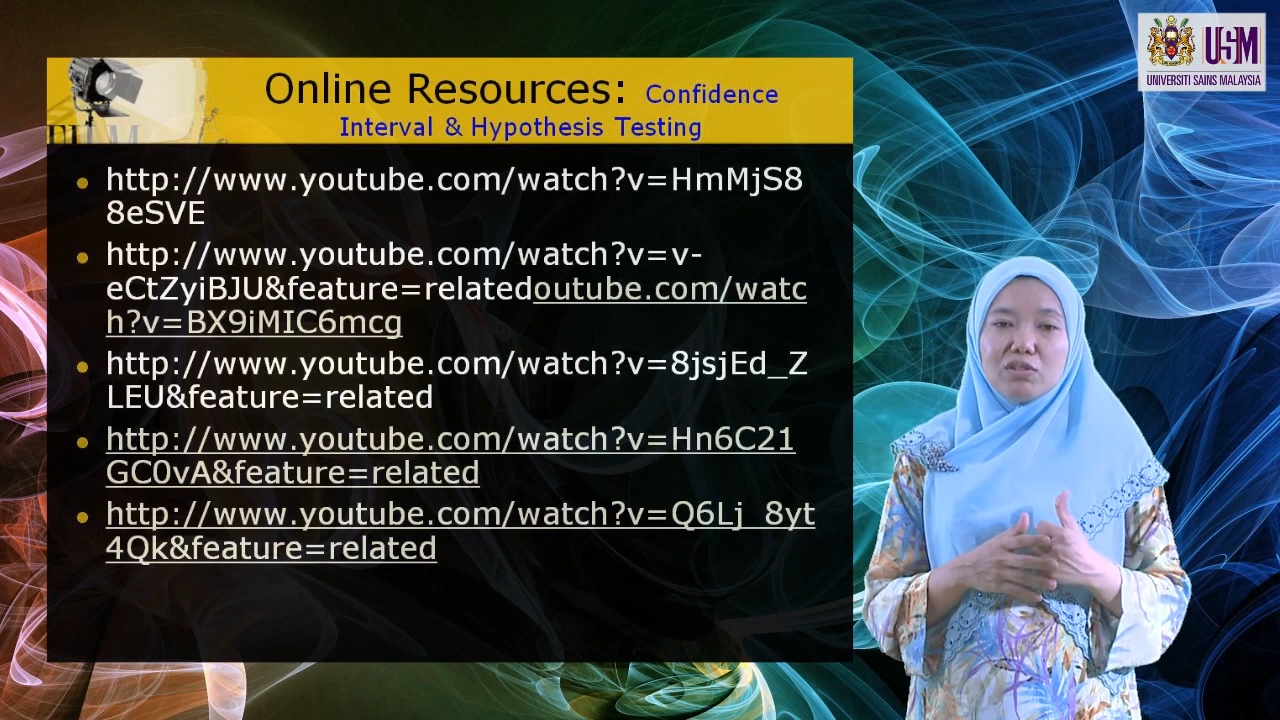 USM
UNIVERSITI SAINS MALAYSIA
Online Resources: Confidence
Interval & Hypothesis Testing
FILM
http://www.youtube.com/watch?v=HmMjS8
8eSVE
http://www.youtube.com/watch?v=v-
eCtZyiBJU&feature=relatedoutube.com/watc
h?v=BX9iMIC6mcg
http://www.youtube.com/watch?v=8jsjEd_Z
LEU&feature=related
http://www.youtube.com/watch?v=Hn6C21
GC0vA&feature=related
http://www.youtube.com/watch?v=Q6Lj_8yt
4Qk&feature=related